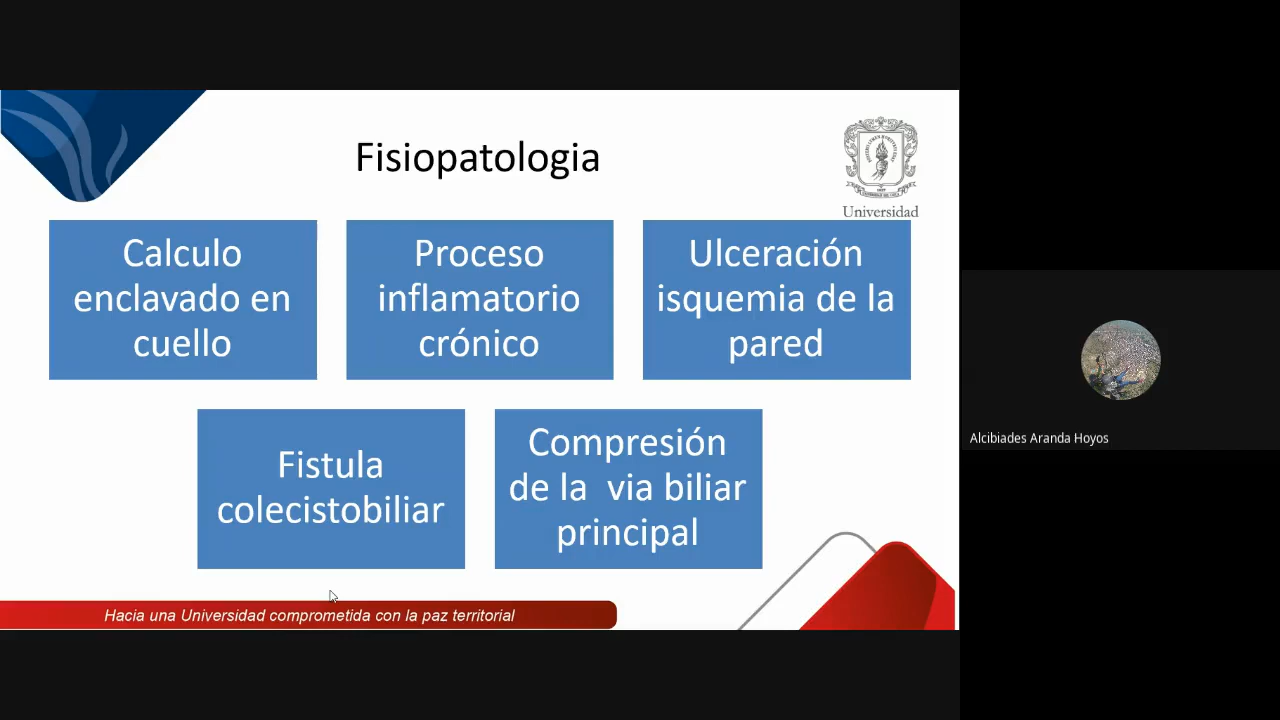 Fisiopatologia
Universidad
Calculo
enclavado en
cuello
Proceso
inflamatorio
crónico
Ulceración
isquemia de la
pared
Fistula
colecistobiliar
Compresión
de la via biliar
principal
Hacia una Universidad comprometida con la paz territorial
Alcibiades Aranda Hoyos